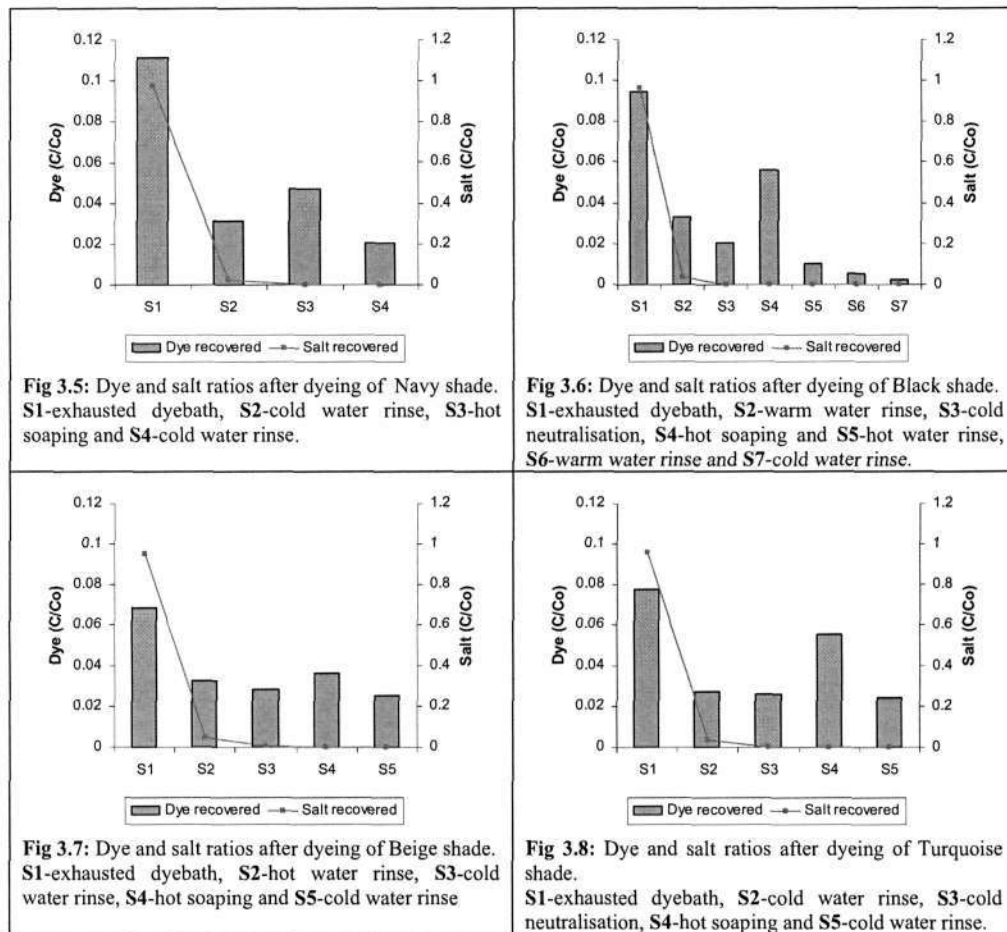 0.12
0.1
0.08
0.06
0.04
0.02
0
Dye (C/Co)
1.2
1
0.8
0.6
0.4
0.2
0
Salt (C/Co)
S1 S2 S3 S4
Dye recovered Salt recovered
Fig 3.5: Dye and salt ratios after dyeing of Navy shade.
S1-exhausted dyebath, S2-cold water rinse, S3-hot
soaping and S4-cold water rinse.
0.12
0.1
0.08
0.06
0.04
0.02
0
Dye (C/Co)
1.2
1
0.8
0.6
0.4
0.2
0
Salt (C/Co)
S1 S2 S3 S4 S5 S6 S7
Dye recovered Salt recovered
Fig 3.6: Dye and salt ratios after dyeing of Black shade.
S1-exhausted dyebath, S2-warm water rinse, S3-cold
neutralisation, S4-hot soaping and S5-hot water rinse,
S6-warm water rinse and S7-cold water rinse.
0.12
0.1
0.08
0.06
0.04
0.02
0
Dye (C/Co)
1.2
1
0.8
0.6
0.4
0.2
0
Salt (C/Co)
S1 S2 S3 S4 S5
Dye recovered Salt recovered
Fig 3.7: Dye and salt ratios after dyeing of Beige shade.
S1-exhausted dyebath, S2-hot water rinse, S3-cold
water rinse, S4-hot soaping and S5-cold water rinse
0.12
0.1
0.08
0.06
0.04
0.02
0
Dye (C/Co)
1.2
1
0.8
0.6
0.4
0.2
0
Salt (C/Co)
S1 S2 S3 S4 S5
Dye recovered Salt recovered
Fig 3.8: Dye and salt ratios after dyeing of Turquoise
shade.
S1-exhausted dyebath, S2-cold water rinse, S3-cold
neutralisation, S4-hot soaping and S5-cold water rinse.